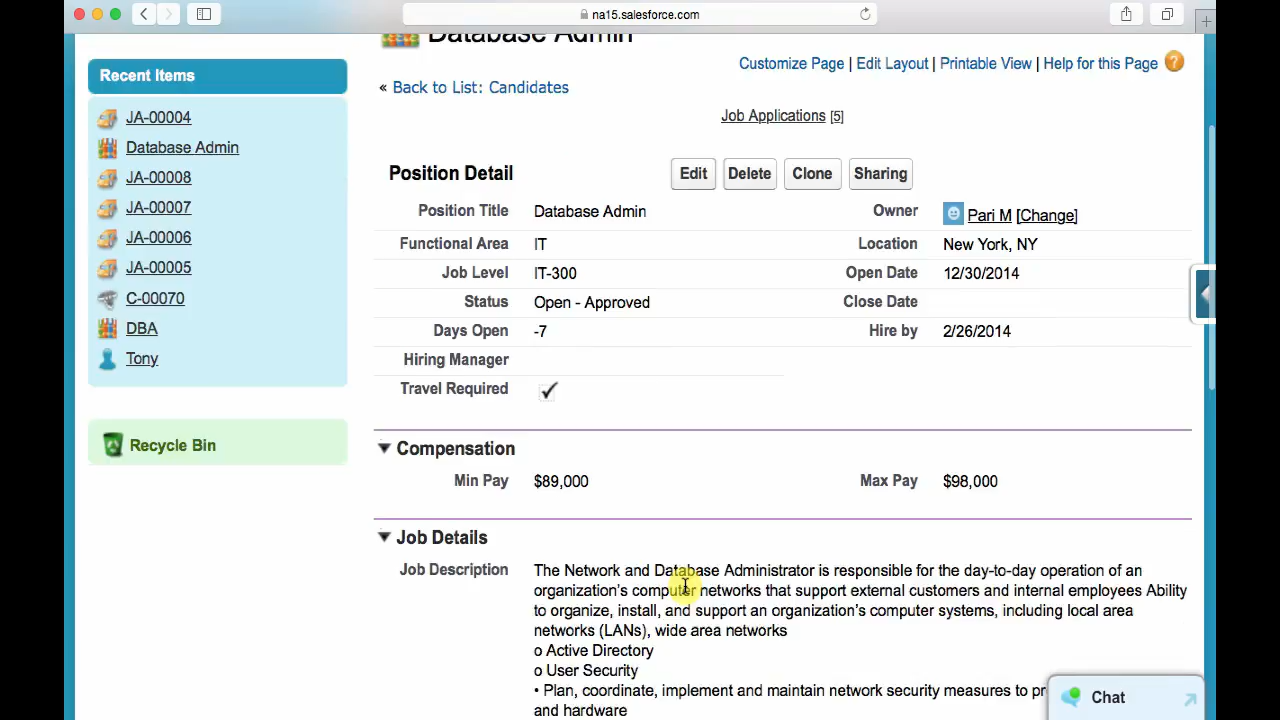 na15.salesforce.com
Database Admin
Customize Page | Edit Layout | Printable View | Help for this Page ?
« Back to List: Candidates
Job Applications [5]
Recent Items
JA-00004
Database Admin
JA-00008
JA-00007
JA-00006
JA-00005
C-00070
DBA
Tony
Recycle Bin
Position Detail Edit Delete Clone Sharing
Position Title Database Admin Owner Pari M [Change]
Functional Area IT Location New York, NY
Job Level IT-300 Open Date 12/30/2014
Status Open - Approved Close Date
Days Open -7 Hire by 2/26/2014
Hiring Manager
Travel Required
Compensation
Min Pay $89,000 Max Pay $98,000
Job Details
Job Description The Network and Database Administrator is responsible for the day-to-day operation of an
organization's computer networks that support external customers and internal employees Ability
to organize, install, and support an organization's computer systems, including local area
networks (LANs), wide area networks
o Active Directory
o User Security
• Plan, coordinate, implement and maintain network security measures to pr
and hardware
Chat